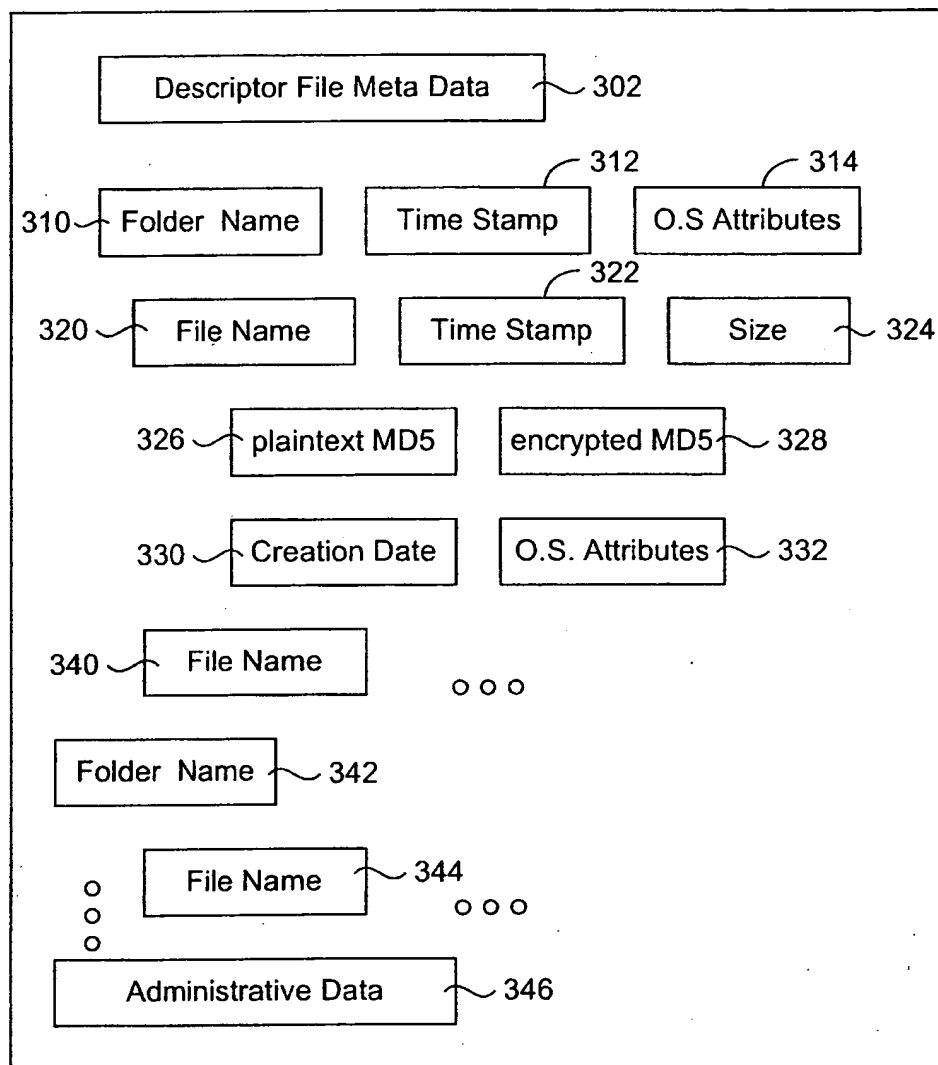 Descriptor File Meta Data 302
312 314
310 Folder Name Time Stamp O.S Attributes
322
320 File Name Time Stamp Size 324
326 plaintext MD5 encrypted MD5 328
330 Creation Date O.S. Attributes 332
340 File Name
Folder Name 342
File Name 344
Administrative Data 346